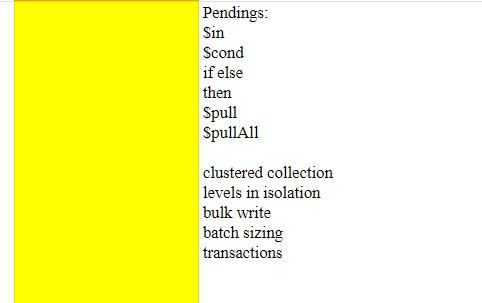 Pendings:
$in
$cond
if else
then
$pull
$pullAll
clustered collection
levels in isolation
bulk write
batch sizing
transactions